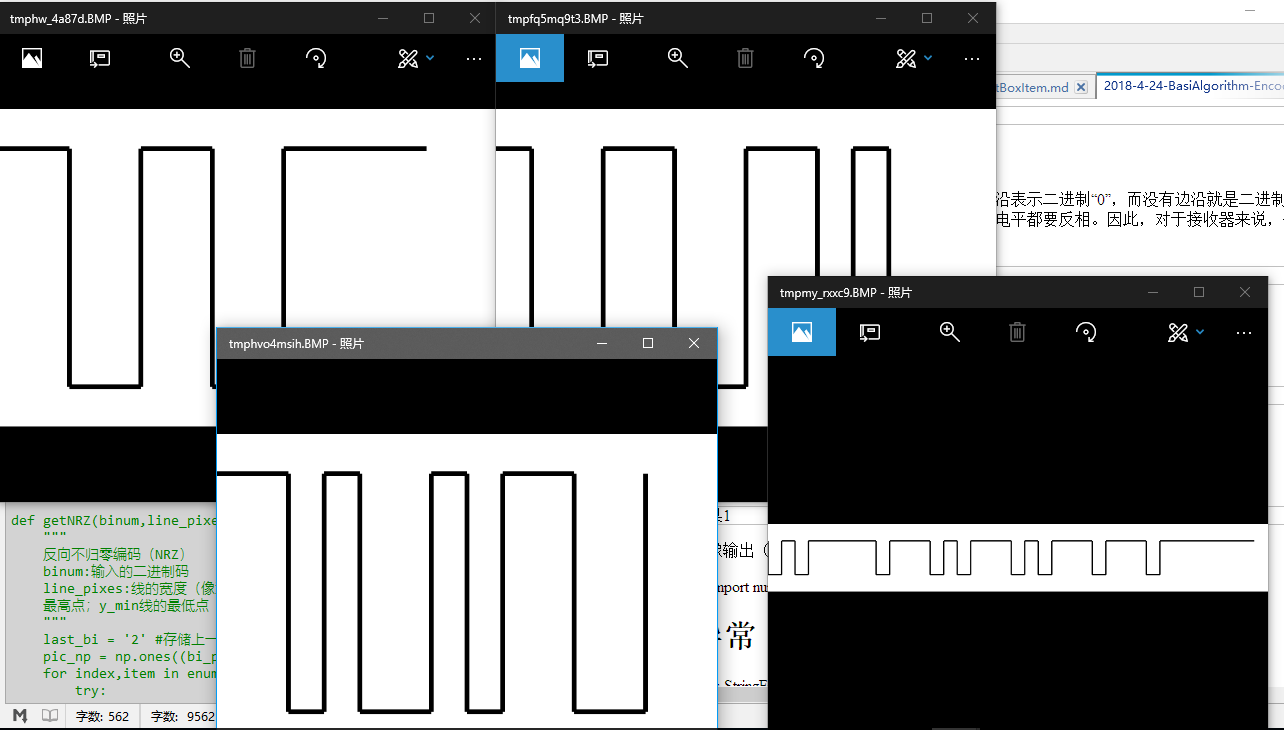 tmphw_4a87d.BMP - 照片
tmpfq5mq9t3.BMP - 照片
tBoxItem.md
2018-4-24-BasiAlgorithm-Enco
沿表示二进制“0”，而没有边沿就是二进制
电平都要反相。因此，对于接收器来说，
tmpmy_rxxc9.BMP - 照片
tmphvo4msih.BMP - 照片
def getNRZ(binum,line_pixe
"""
反向不归零编码（NRZ）
binum:输入的二进制码
line_pixes:线的宽度（像
最高点；y_min线的最低点
"""
last_bi = '2' #存储上一
pic_np = np.ones((bi_p
for index,item in enum
try:
果1
像输出（
mport nu
常
StringE
字数: 562
字数: 9562